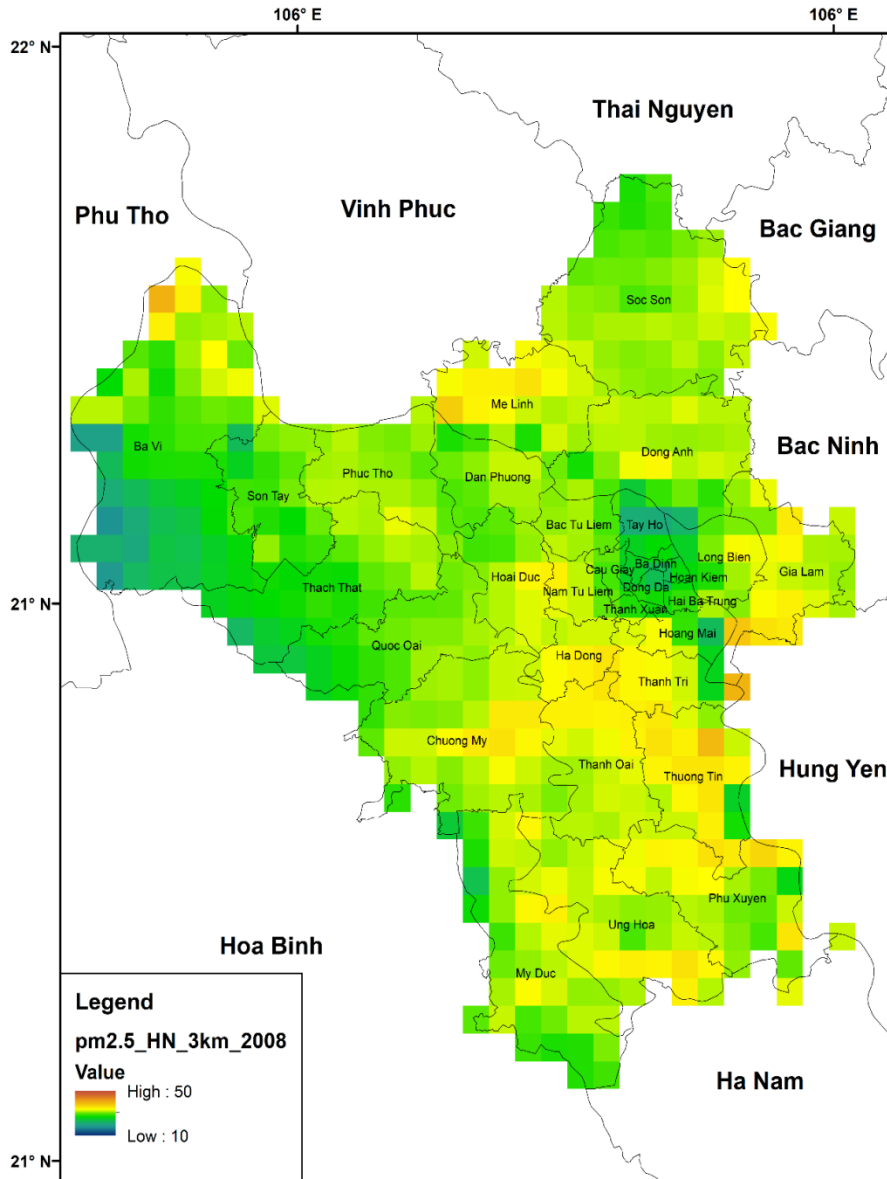 106° E
106° E
22° N
Thai Nguyen
Phu Tho
Vinh Phuc
Bac Giang
Soc Son
Me Linh
Bac Ninh
Ba Vi
Dong Anh
Phuc Tho
Dan Phuong
Son Tay
Bac Tu Liem
Tay Ho
Long Bien
Ba Dinh
Cau Giay
Gia Lam
Hoai Duc
Hoan Kiem
21° N
Thach That
Dong Da
Nam Tu Liem
Hai Ba Trung
Thanh Xuan
Hoang Mai
Quoc Oai
Ha Dong
Thanh Tri
Chuong My
Thanh Oai
Thuong Tin
Hung Yen
Phu Xuyen
Ung Hoa
Hoa Binh
My Duc
Legend
pm2.5_HN_3km_2008
Value
High : 50
Low : 10
Ha Nam
21° N